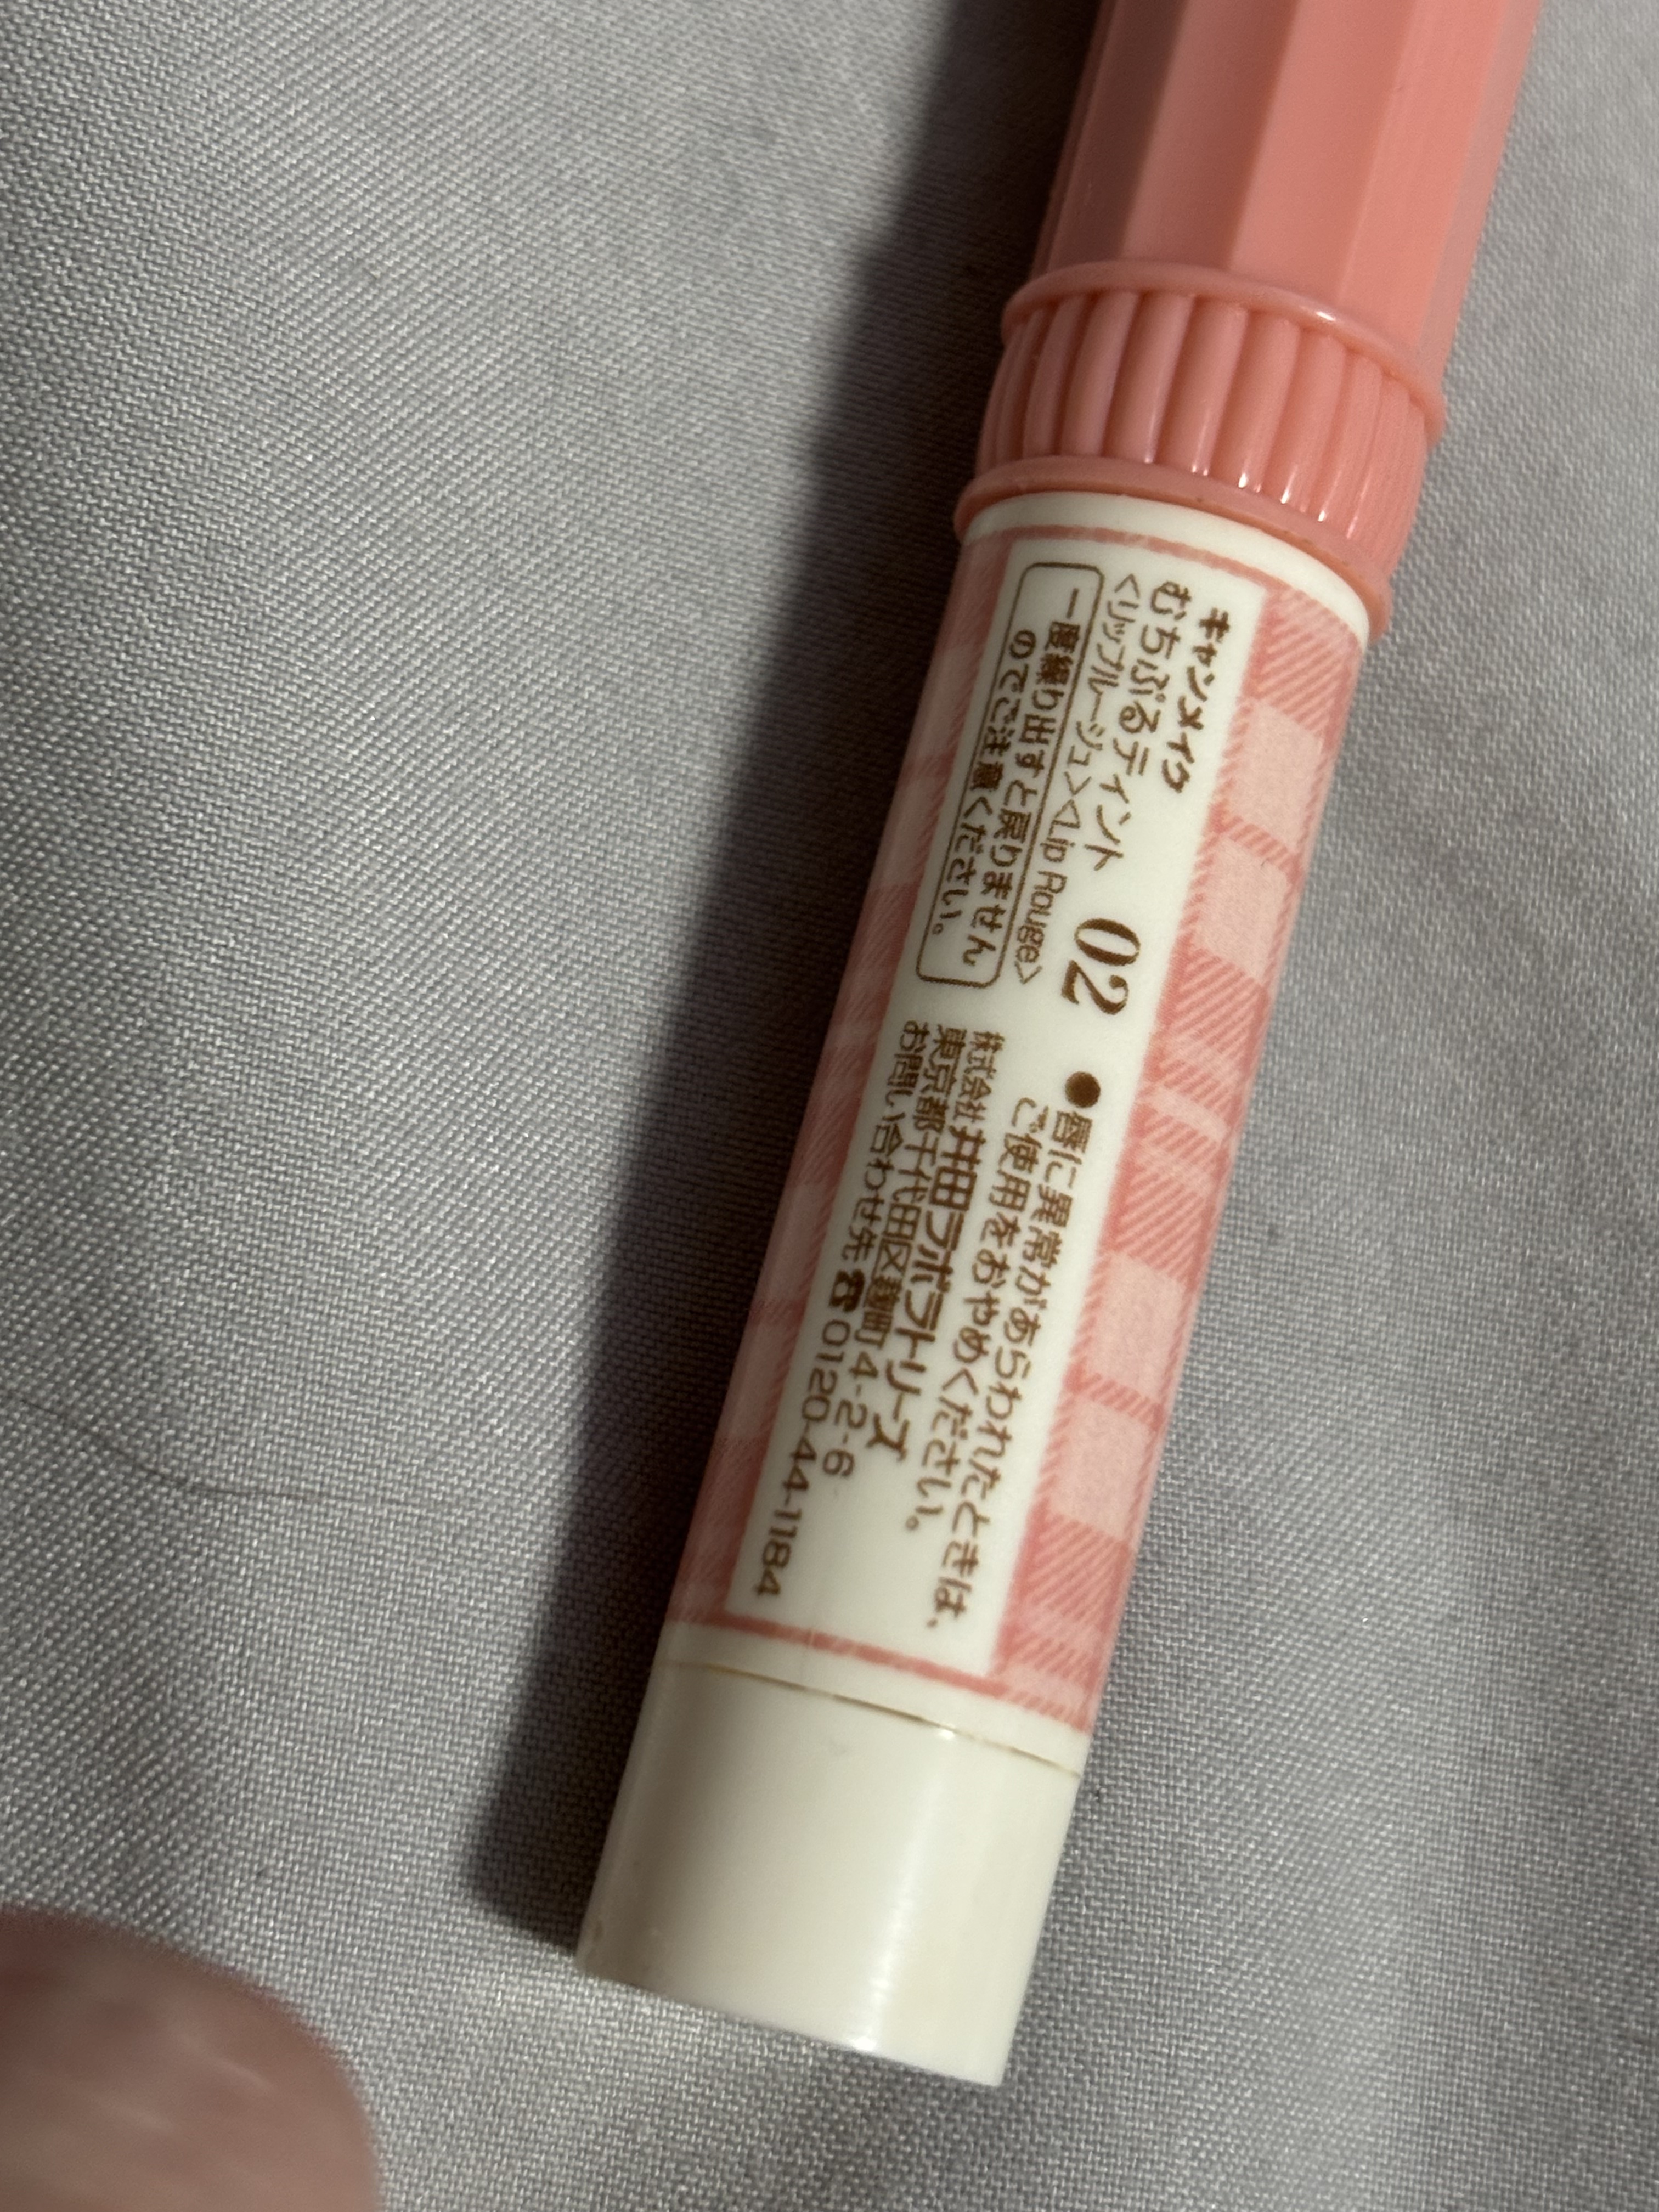 キャンメイク
むちぷるティント 02
〈リップルージュ〉〈Lip Rouge〉
一度繰り出すと戻りません
のでご注意ください。
●唇に異常があらわれたときは、
ご使用をおやめください。
株式会社 井田ラボラトリーズ
東京都千代田区麹町4-2-6
お問い合わせ先☎0120-44-1184